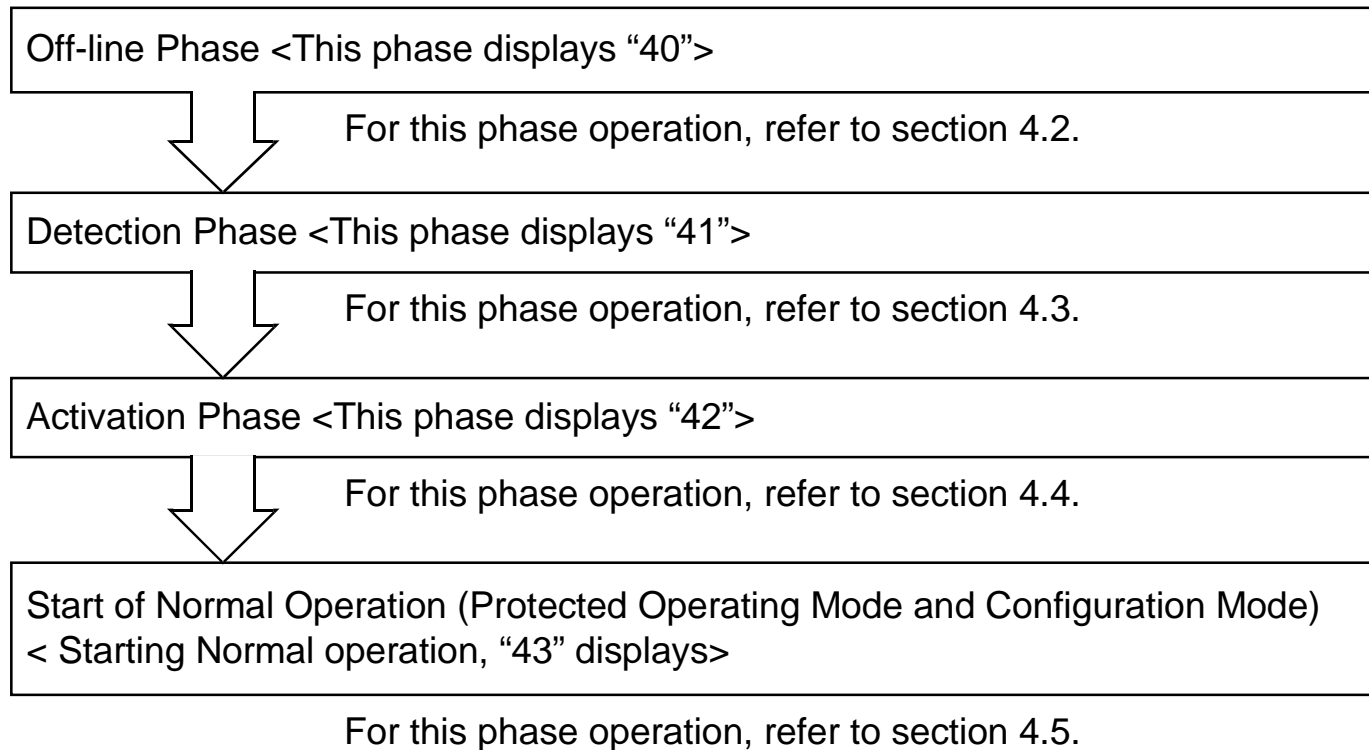 Off-line Phase <This phase displays “40”>
For this phase operation, refer to section 4.2.
Detection Phase <This phase displays “41”>
For this phase operation, refer to section 4.3.
Activation Phase <This phase displays “42”>
For this phase operation, refer to section 4.4.
Start of Normal Operation (Protected Operating Mode and Configuration Mode)
< Starting Normal operation, “43” displays>
For this phase operation, refer to section 4.5.